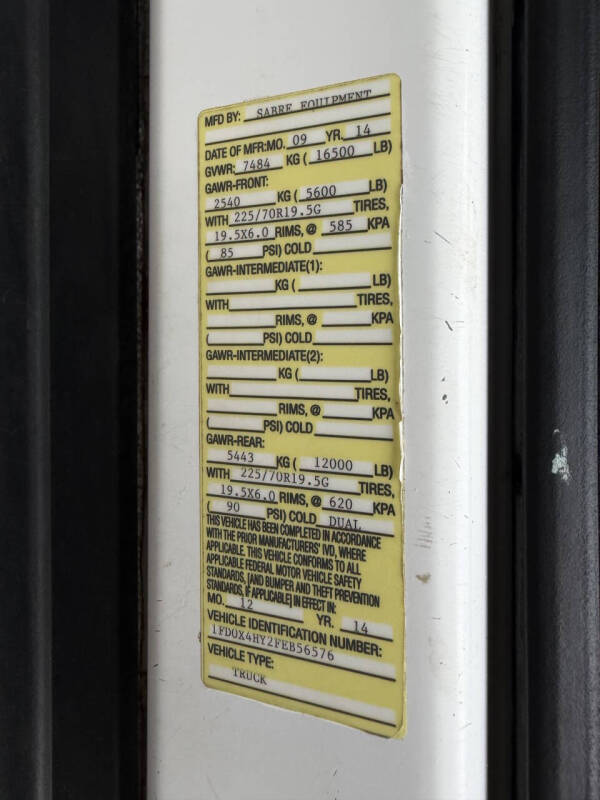 MFD BY: SABRE EQUIPMENT
DATE OF MFR:MO. 09 YR. 14
GVWR: 7484 KG ( 16500 LB)
GAWR-FRONT:
2540 KG ( 5600 LB)
WITH 225/70R19.5G TIRES,
19.5X6.0 RIMS, @ 585 KPA
( 85 PSI) COLD
GAWR-INTERMEDIATE(1):
KG ( LB)
WITH TIRES,
RIMS, @ KPA
( PSI) COLD
GAWR-INTERMEDIATE(2):
KG ( LB)
WITH TIRES,
RIMS, @ KPA
( PSI) COLD
GAWR-REAR:
5443 KG ( 12000 LB)
WITH 225/70R19.5G TIRES,
19.5X6.0 RIMS, @ 620 KPA
( 90 PSI) COLD DUAL
THIS VEHICLE HAS BEEN COMPLETED IN ACCORDANCE
WITH THE PRIOR MANUFACTURERS' IVD, WHERE
APPLICABLE. THIS VEHICLE CONFORMS TO ALL
APPLICABLE FEDERAL MOTOR VEHICLE SAFETY
STANDARDS, [AND BUMPER AND THEFT PREVENTION
STANDARDS, IF APPLICABLE] IN EFFECT IN:
MO. 12 YR. 14
VEHICLE IDENTIFICATION NUMBER:
1FD0X4HY2FEB56576
VEHICLE TYPE:
TRUCK